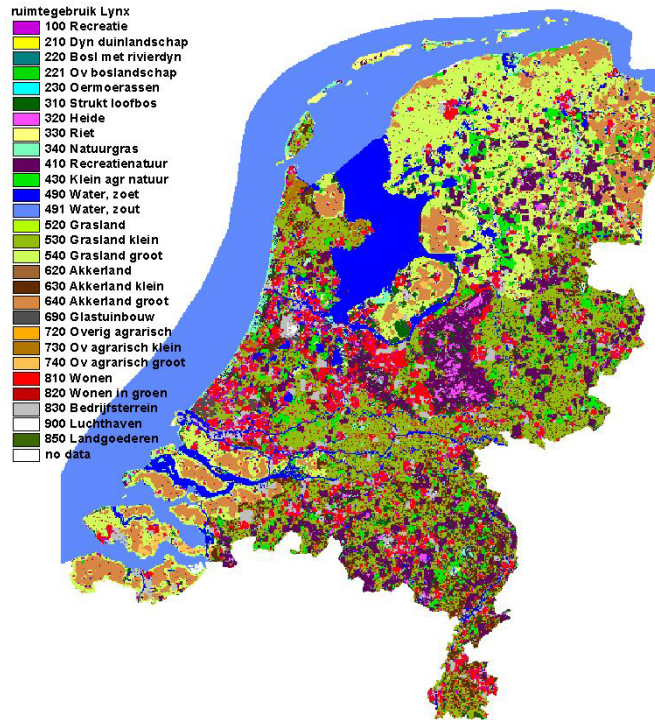 ruimtegebruik Lynx
100 Recreatie
210 Dyn duinlandschap
220 Bosl met rivierdyn
221 Ov boslandschap
230 Oermoerassen
310 Strukt loofbos
320 Heide
330 Riet
340 Natuurgras
410 Recreatienatuur
430 Klein agr natuur
490 Water, zoet
491 Water, zout
520 Grasland
530 Grasland klein
540 Grasland groot
620 Akkerland
630 Akkerland klein
640 Akkerland groot
690 Glastuinbouw
720 Overig agrarisch
730 Ov agrarisch klein
740 Ov agrarisch groot
810 Wonen
820 Wonen in groen
830 Bedrijfsterrein
900 Luchthaven
850 Landgoederen
no data